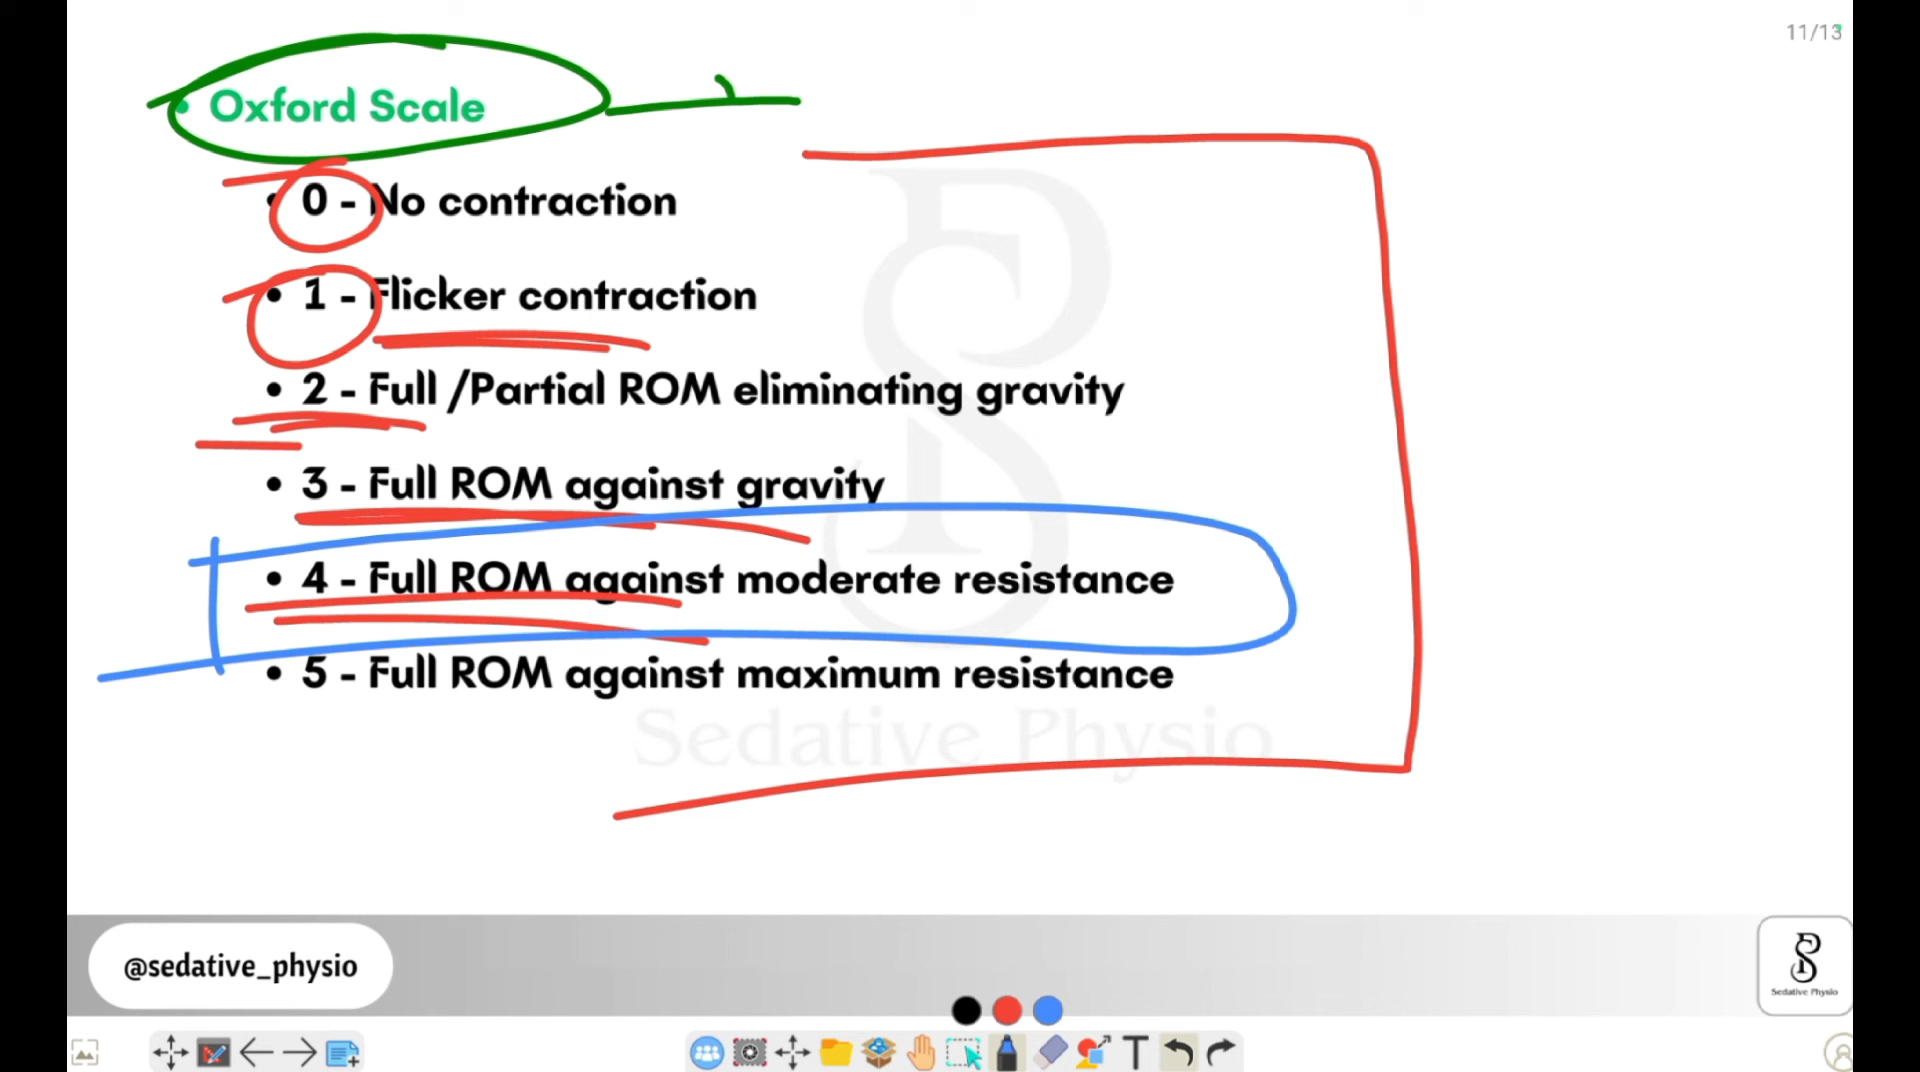 11/13
• Oxford Scale
• 0 - No contraction
• 1 - Flicker contraction
• 2 - Full /Partial ROM eliminating gravity
• 3 - Full ROM against gravity
• 4 - Full ROM against moderate resistance
• 5 - Full ROM against maximum resistance
Sedative Physio
@sedative_physio
Sedative Physio
T